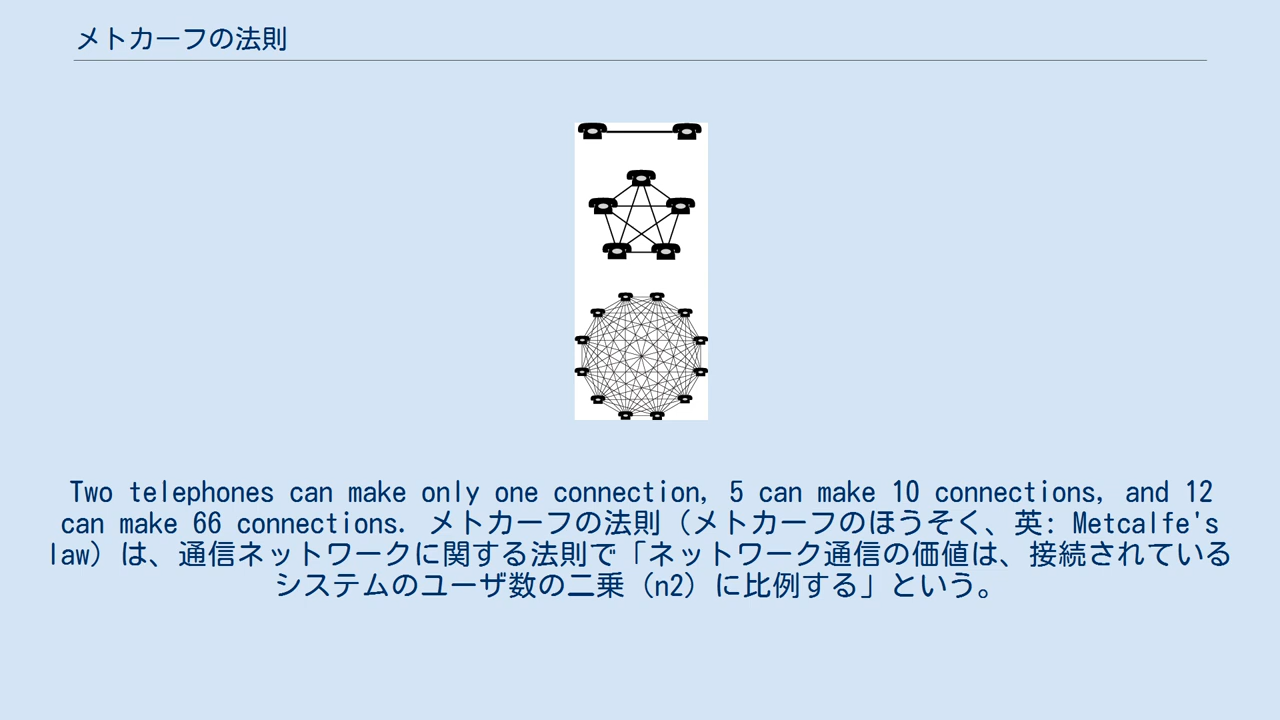 メトカーフの法則
Two telephones can make only one connection, 5 can make 10 connections, and 12
can make 66 connections. メトカーフの法則（メトカーフのほうそく、英: Metcalfe's
law）は、通信ネットワークに関する法則で「ネットワーク通信の価値は、接続されている
システムのユーザ数の二乗（n2）に比例する」という。